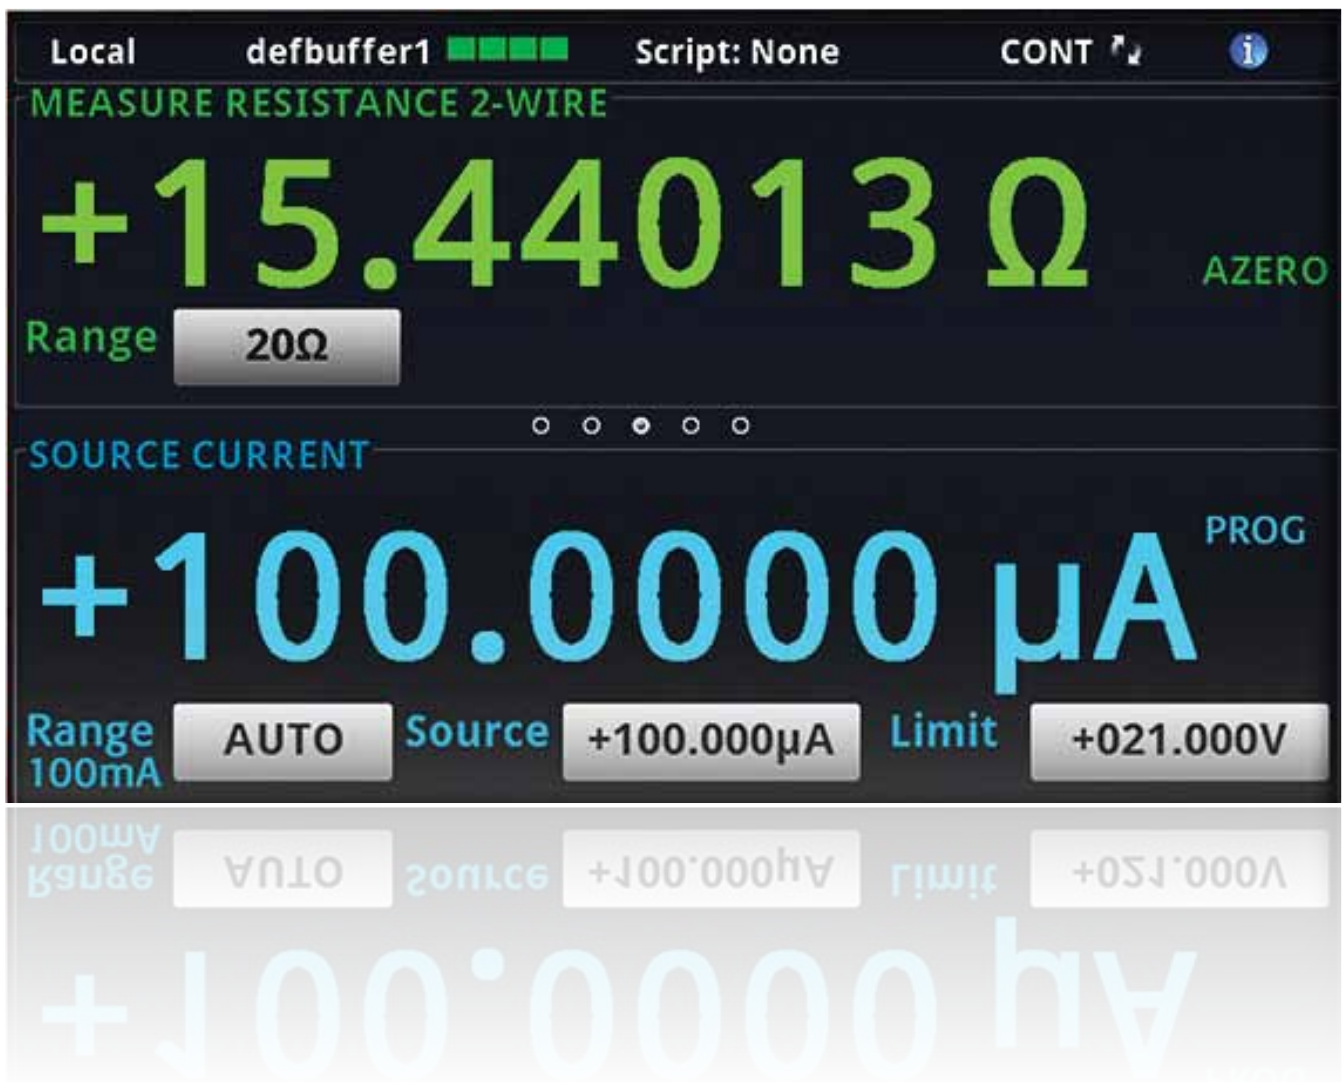 Local defbuffer1 Script: None CONT i
MEASURE RESISTANCE 2-WIRE
+15.44013 Ω
AZERO
Range 20Ω
SOURCE CURRENT
+100.0000 µA PROG
Range AUTO Source +100.000µA Limit +021.000V
100mA